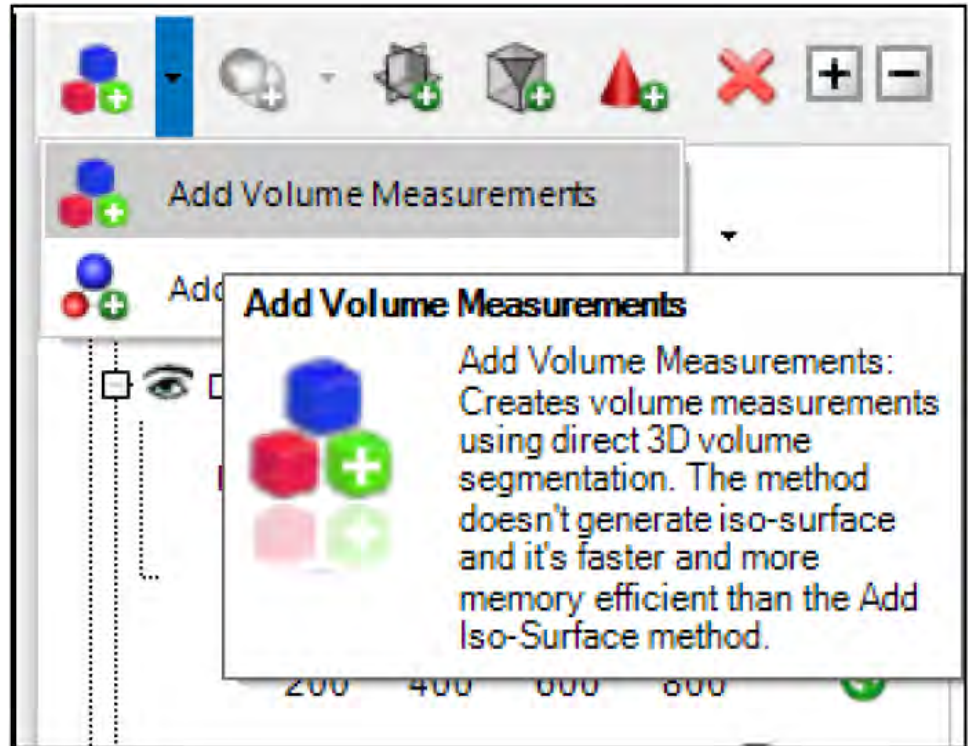 Add Volume Measurements
Add
Add Volume Measurements
Add Volume Measurements:
Creates volume measurements
using direct 3D volume
segmentation. The method
doesn't generate iso-surface
and it's faster and more
memory efficient than the Add
Iso-Surface method.
200 400 600 800